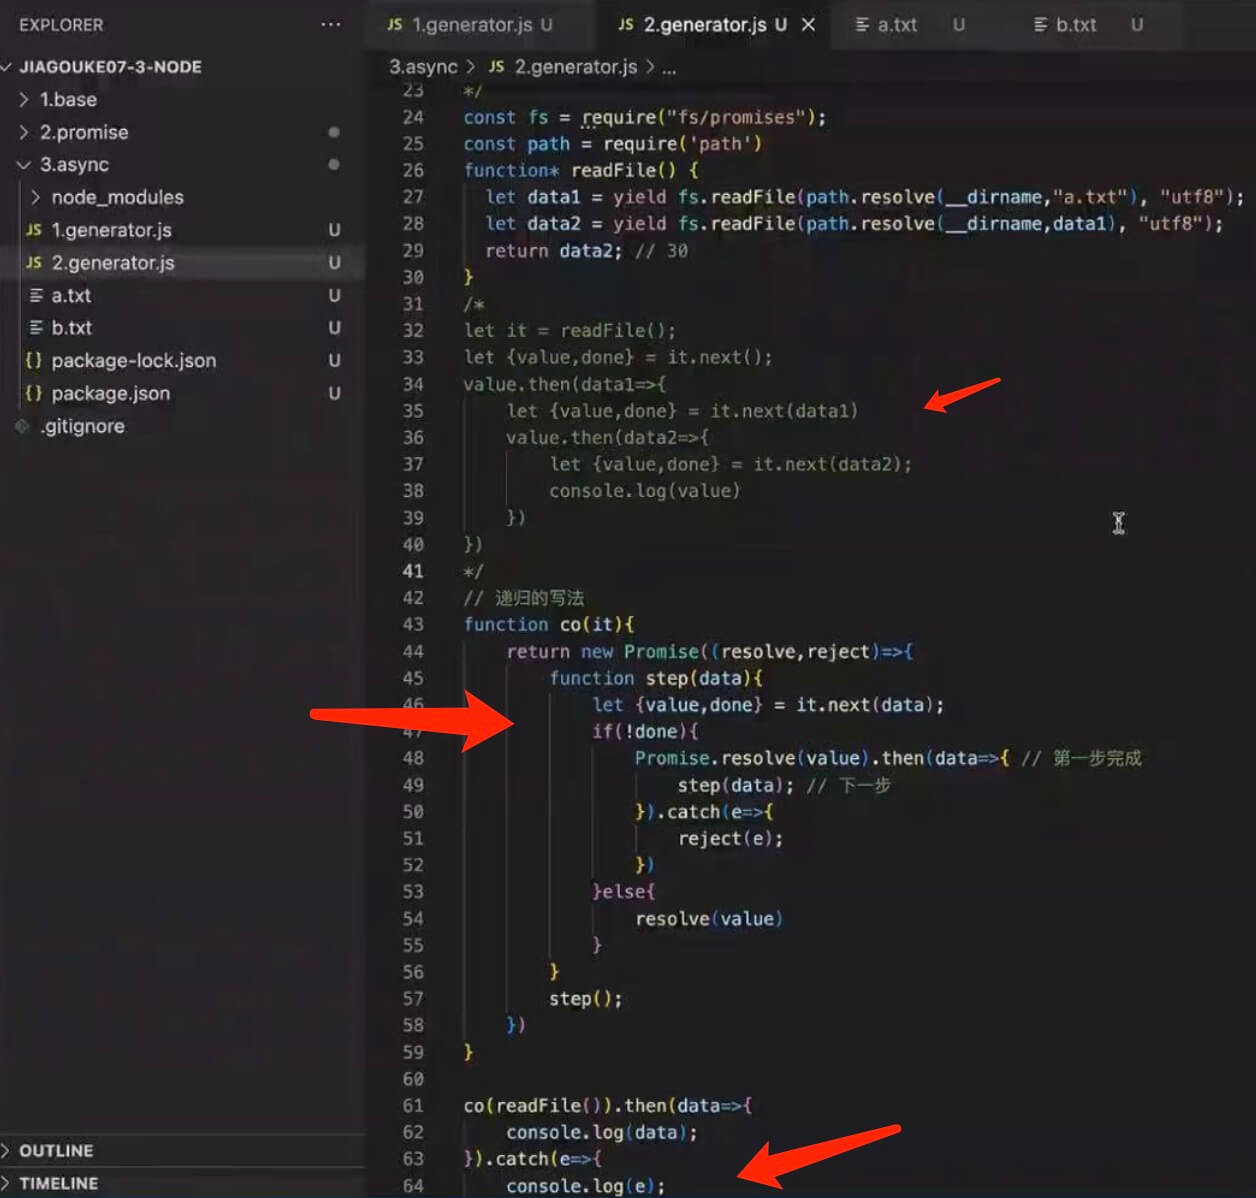 EXPLORER ...
JIAGOUKE07-3-NODE
1.base
2.promise
3.async
node_modules
JS 1.generator.js U
JS 2.generator.js U
a.txt U
b.txt U
{} package-lock.json U
{} package.json U
.gitignore
OUTLINE
TIMELINE
JS 1.generator.js U JS 2.generator.js U × a.txt U b.txt U
3.async > JS 2.generator.js > ...
23 */
24 const fs = require("fs/promises");
25 const path = require('path')
26 function* readFile() {
27 let data1 = yield fs.readFile(path.resolve(__dirname,"a.txt"), "utf8");
28 let data2 = yield fs.readFile(path.resolve(__dirname,data1), "utf8");
29 return data2; // 30
30 }
31 /*
32 let it = readFile();
33 let {value,done} = it.next();
34 value.then(data1=>{
35 let {value,done} = it.next(data1)
36 value.then(data2=>{
37 let {value,done} = it.next(data2);
38 console.log(value)
39 })
40 })
41 */
42 // 递归的写法
43 function co(it){
44 return new Promise((resolve,reject)=>{
45 function step(data){
46 let {value,done} = it.next(data);
47 if(!done){
48 Promise.resolve(value).then(data=>{ // 第一步完成
49 step(data); // 下一步
50 }).catch(e=>{
51 reject(e);
52 })
53 }else{
54 resolve(value)
55 }
56 }
57 step();
58 })
59 }
60
61 co(readFile()).then(data=>{
62 console.log(data);
63 }).catch(e=>{
64 console.log(e);